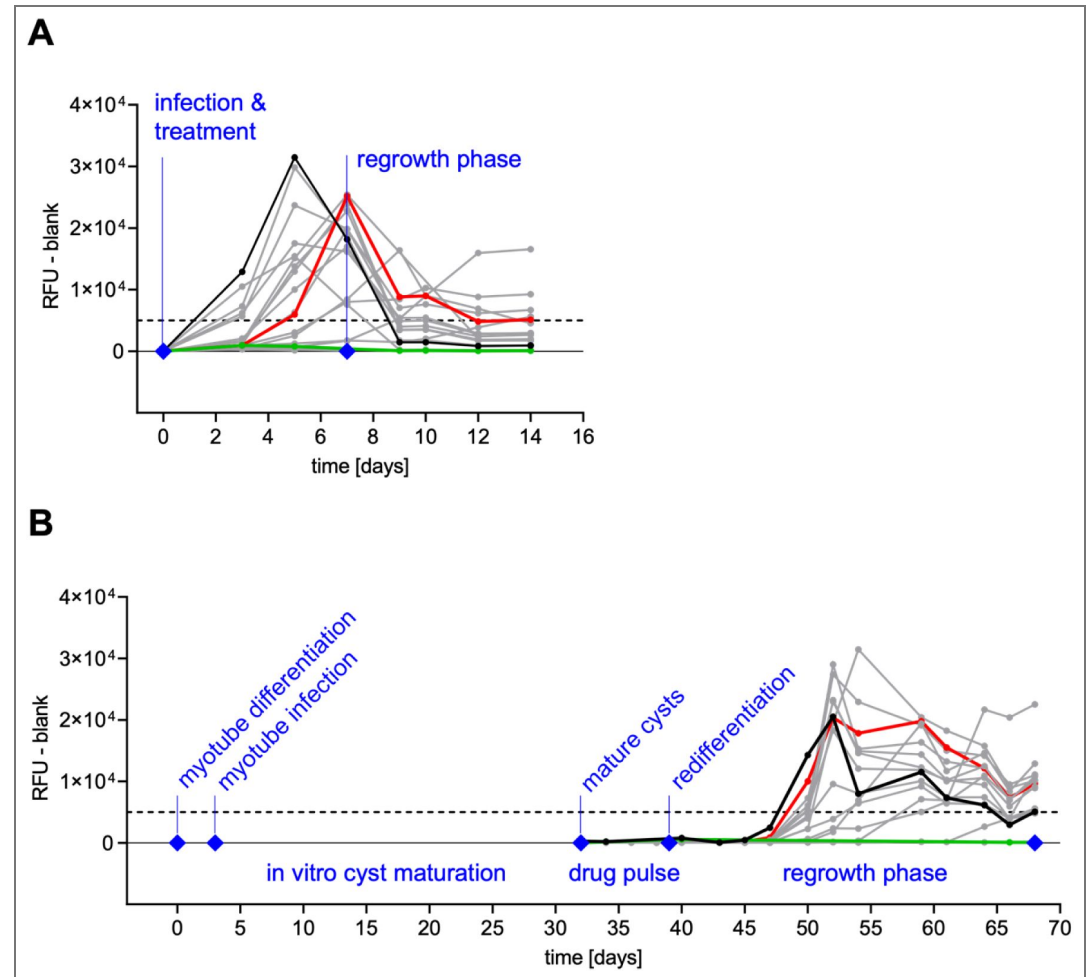 A
infection &
treatment
regrowth phase
4×10⁴
3×10⁴
2×10⁴
1×10⁴
0
RFU - blank
0 2 4 6 8 10 12 14 16
time [days]
B
myotube differentiation
myotube infection
mature cysts
redifferentiation
4×10⁴
3×10⁴
2×10⁴
1×10⁴
0
RFU - blank
in vitro cyst maturation drug pulse regrowth phase
0 5 10 15 20 25 30 35 40 45 50 55 60 65 70
time [days]